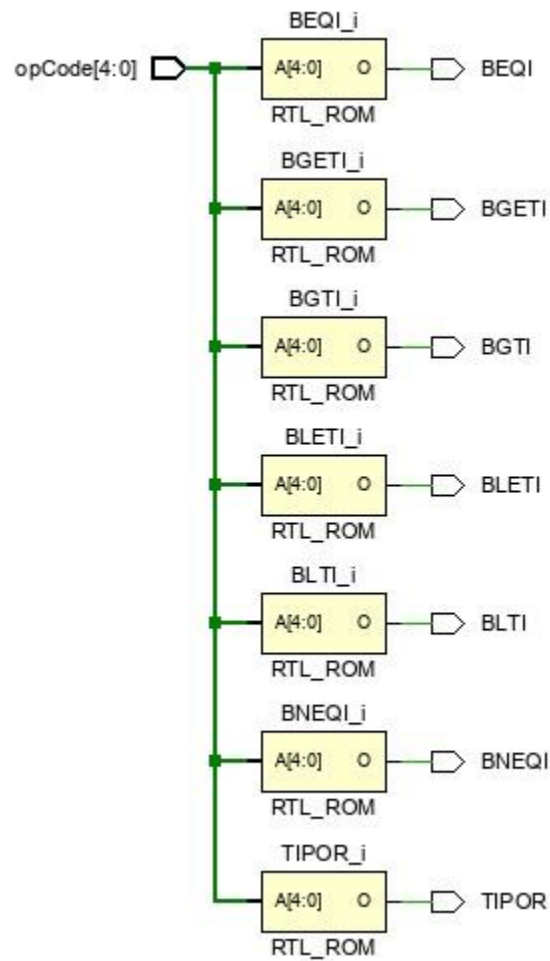 BEQI_i
opCode[4:0] A[4:0] O BEQI
RTL_ROM
BGETI_i
A[4:0] O BGETI
RTL_ROM
BGTI_i
A[4:0] O BGTI
RTL_ROM
BLETI_i
A[4:0] O BLETI
RTL_ROM
BLTI_i
A[4:0] O BLTI
RTL_ROM
BNEQI_i
A[4:0] O BNEQI
RTL_ROM
TIPOR_i
A[4:0] O TIPOR
RTL_ROM